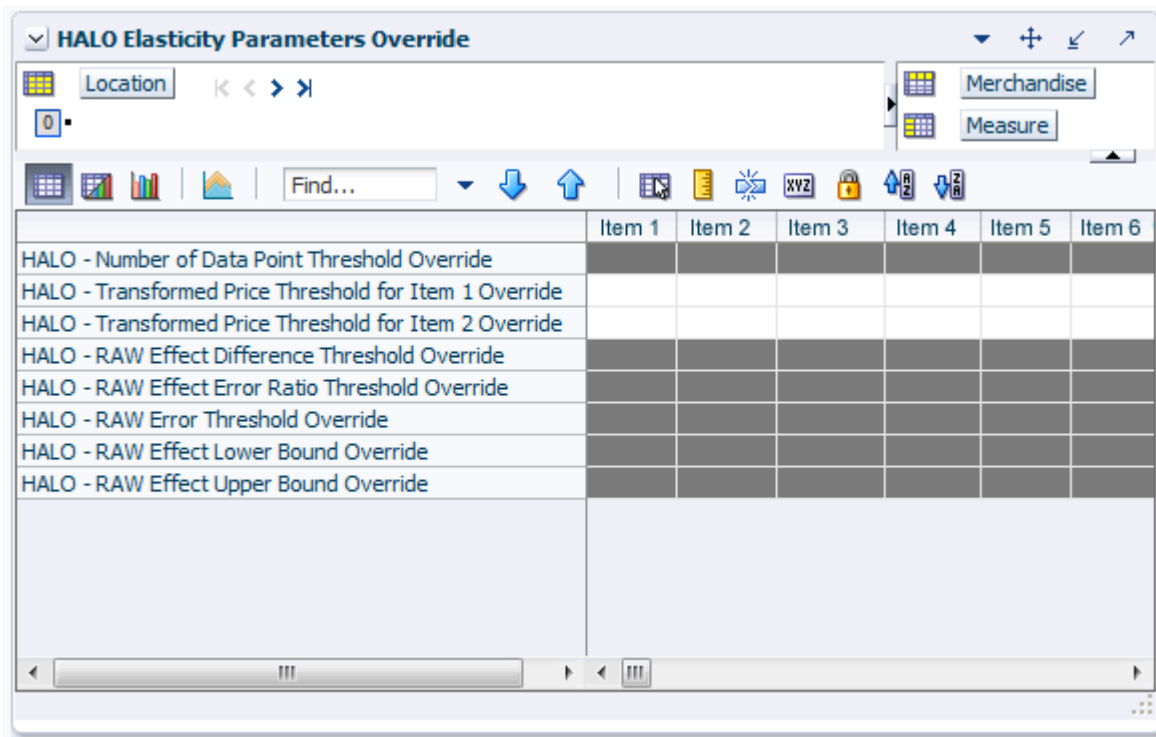 HALO Elasticity Parameters Override
Location
Merchandise
0
Measure
Find...
XYZ
A Z
Z A
Item 1 Item 2 Item 3 Item 4 Item 5 Item 6
HALO - Number of Data Point Threshold Override
HALO - Transformed Price Threshold for Item 1 Override
HALO - Transformed Price Threshold for Item 2 Override
HALO - RAW Effect Difference Threshold Override
HALO - RAW Effect Error Ratio Threshold Override
HALO - RAW Error Threshold Override
HALO - RAW Effect Lower Bound Override
HALO - RAW Effect Upper Bound Override